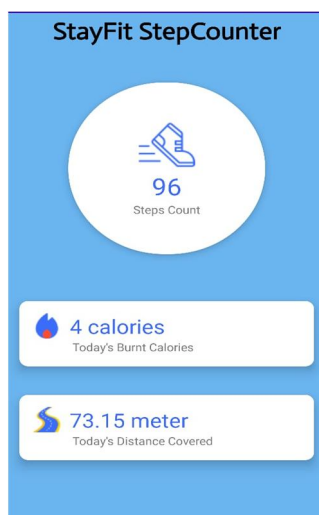 StayFit StepCounter
96
Steps Count
4 calories
Today's Burnt Calories
73.15 meter
Today's Distance Covered